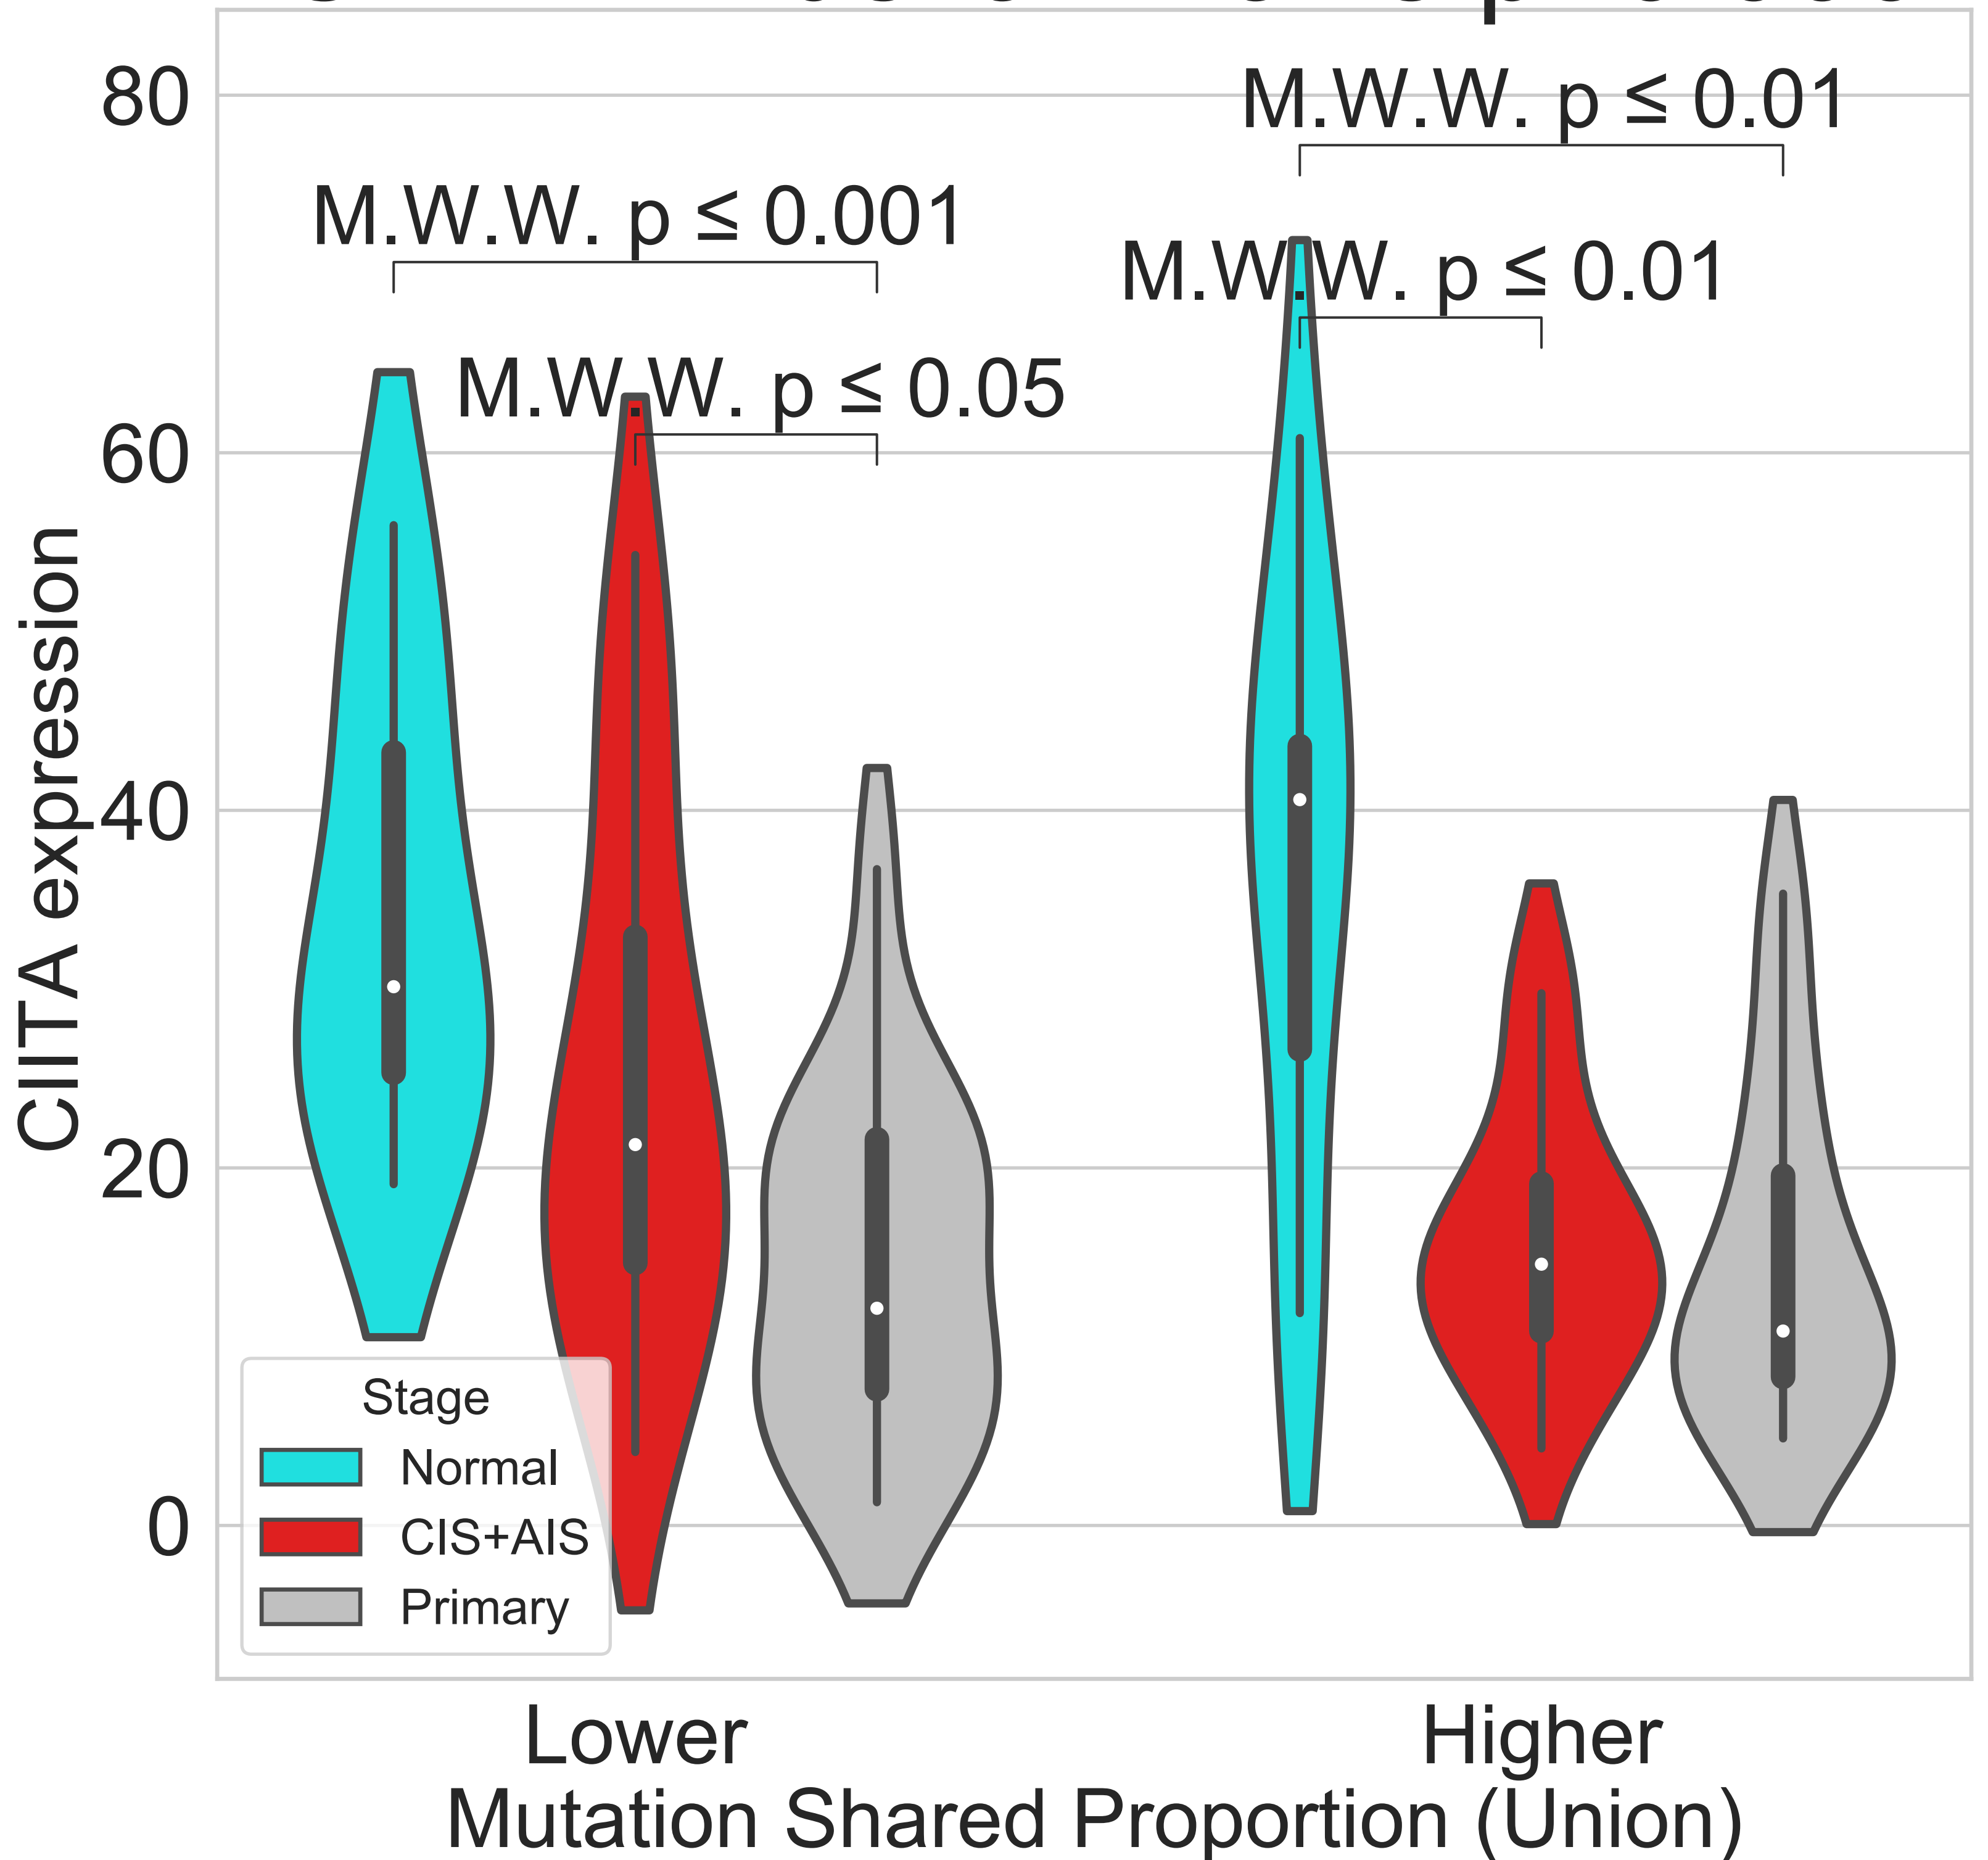 80
M.W.W. p ≤ 0.01
M.W.W. p ≤ 0.001
M.W.W. p ≤ 0.01
M.W.W. p ≤ 0.05
60
CIITA expression
40
20
0
Stage
Normal
CIS+AIS
Primary
Lower
Higher
Mutation Shared Proportion (Union)